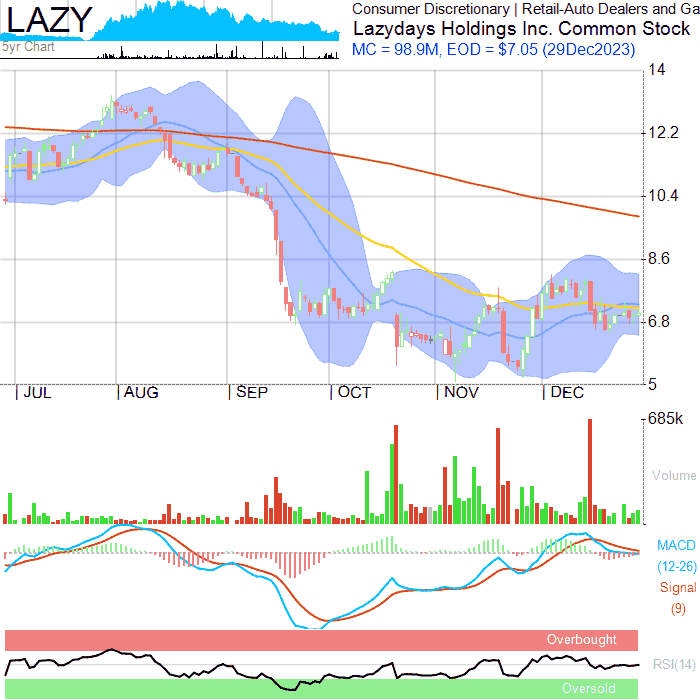 LAZY
5yr Chart
Consumer Discretionary | Retail-Auto Dealers and Ga
Lazydays Holdings Inc. Common Stock
MC = 98.9M, EOD = $7.05 (29Dec2023)
14
12.2
10.4
8.6
6.8
5
JUL AUG SEP OCT NOV DEC
685k
Volume
MACD
(12-26)
Signal
(9)
Overbought
RSI(14)
Oversold